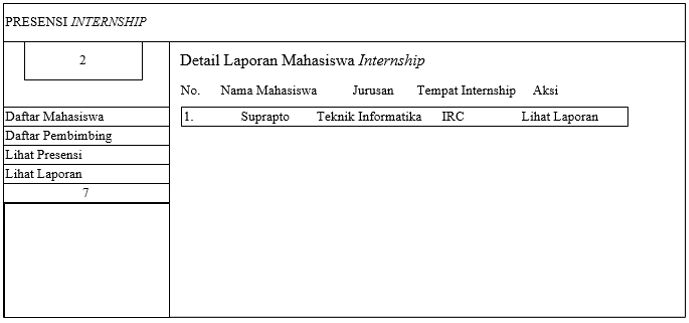 PRESENSI INTERNSHIP
2
Daftar Mahasiswa
Daftar Pembimbing
Lihat Presensi
Lihat Laporan
7
Detail Laporan Mahasiswa Internship
No. Nama Mahasiswa Jurusan Tempat Internship Aksi
1. Suprapto Teknik Informatika IRC Lihat Laporan